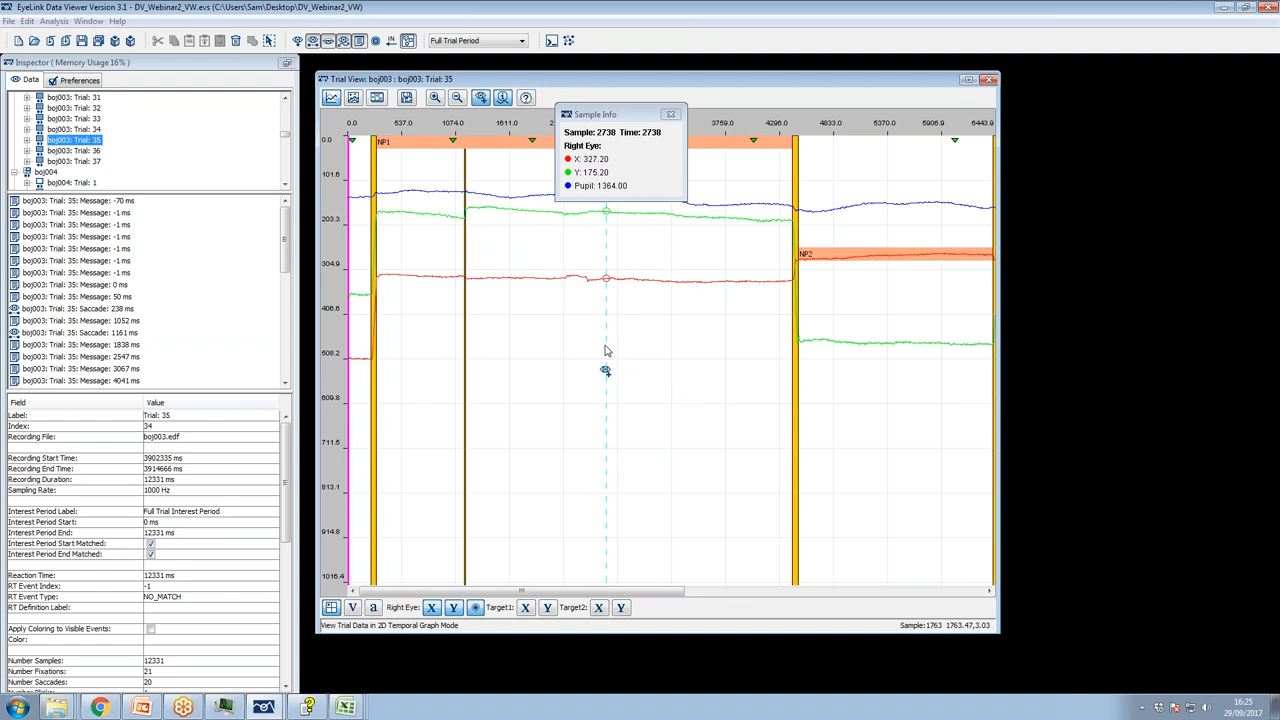 EyeLink Data Viewer Version 3.1 - DV_Webinar2_VW.evs (C:\Users\Sam\Desktop\DV_Webinar2_VW)
File Edit Analysis Window Help
Full Trial Period
Inspector ( Memory Usage 16% )
Data Preferences
boj003: Trial: 31
boj003: Trial: 32
boj003: Trial: 33
boj003: Trial: 34
boj003: Trial: 35
boj003: Trial: 36
boj003: Trial: 37
boj004
boj004: Trial: 1
boj003: Trial: 35: Message: -70 ms
boj003: Trial: 35: Message: -1 ms
boj003: Trial: 35: Message: -1 ms
boj003: Trial: 35: Message: -1 ms
boj003: Trial: 35: Message: -1 ms
boj003: Trial: 35: Message: -1 ms
boj003: Trial: 35: Message: -1 ms
boj003: Trial: 35: Message: 0 ms
boj003: Trial: 35: Message: 50 ms
boj003: Trial: 35: Saccade: 238 ms
boj003: Trial: 35: Message: 1052 ms
boj003: Trial: 35: Saccade: 1161 ms
boj003: Trial: 35: Message: 1838 ms
boj003: Trial: 35: Message: 2547 ms
boj003: Trial: 35: Message: 3067 ms
boj003: Trial: 35: Message: 4041 ms
Field Value
Label: Trial: 35
Index: 34
Recording File: boj003.edf
Recording Start Time: 3902335 ms
Recording End Time: 3914666 ms
Recording Duration: 12331 ms
Sampling Rate: 1000 Hz
Interest Period Label: Full Trial Interest Period
Interest Period Start: 0 ms
Interest Period End: 12331 ms
Interest Period Start Matched:
Interest Period End Matched:
Reaction Time: 12331 ms
RT Event Index: -1
RT Event Type: NO_MATCH
RT Definition Label:
Apply Coloring to Visible Events:
Color:
Number Samples: 12331
Number Fixations: 21
Number Saccades: 20
Trial View: boj003 : boj003: Trial: 35
0.0 537.0 1074.0 1611.0 3759.0 4296.0 4833.0 5370.0 5906.9 6443.9
0.0
101.6
203.3
304.9
406.6
508.2
609.8
711.5
813.1
914.8
1016.4
NP1
NP2
Sample Info
Sample: 2738 Time: 2738
Right Eye:
X: 327.20
Y: 175.20
Pupil: 1364.00
V a Right Eye: X Y Target1: X Y Target2: X Y
View Trial Data in 2D Temporal Graph Mode Sample:1763 1763.47,3.03
16:25
29/09/2017